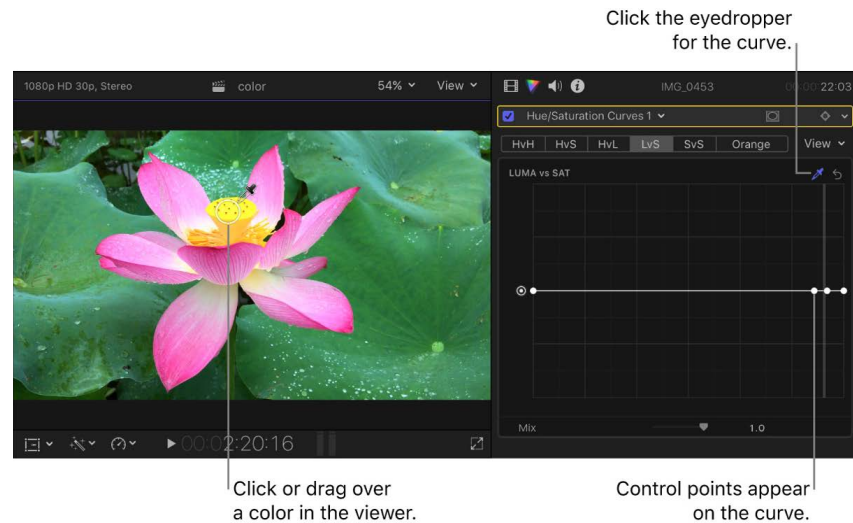 Click the eyedropper
for the curve.
1080p HD 30p, Stereo
color
54%
View
IMG_0453
00:00 22:03
Hue/Saturation Curves 1
HvH
HvS
HvL
LvS
SvS
Orange
View
LUMA vs SAT
Mix
1.0
00:02:20:16
Click or drag over
a color in the viewer.
Control points appear
on the curve.